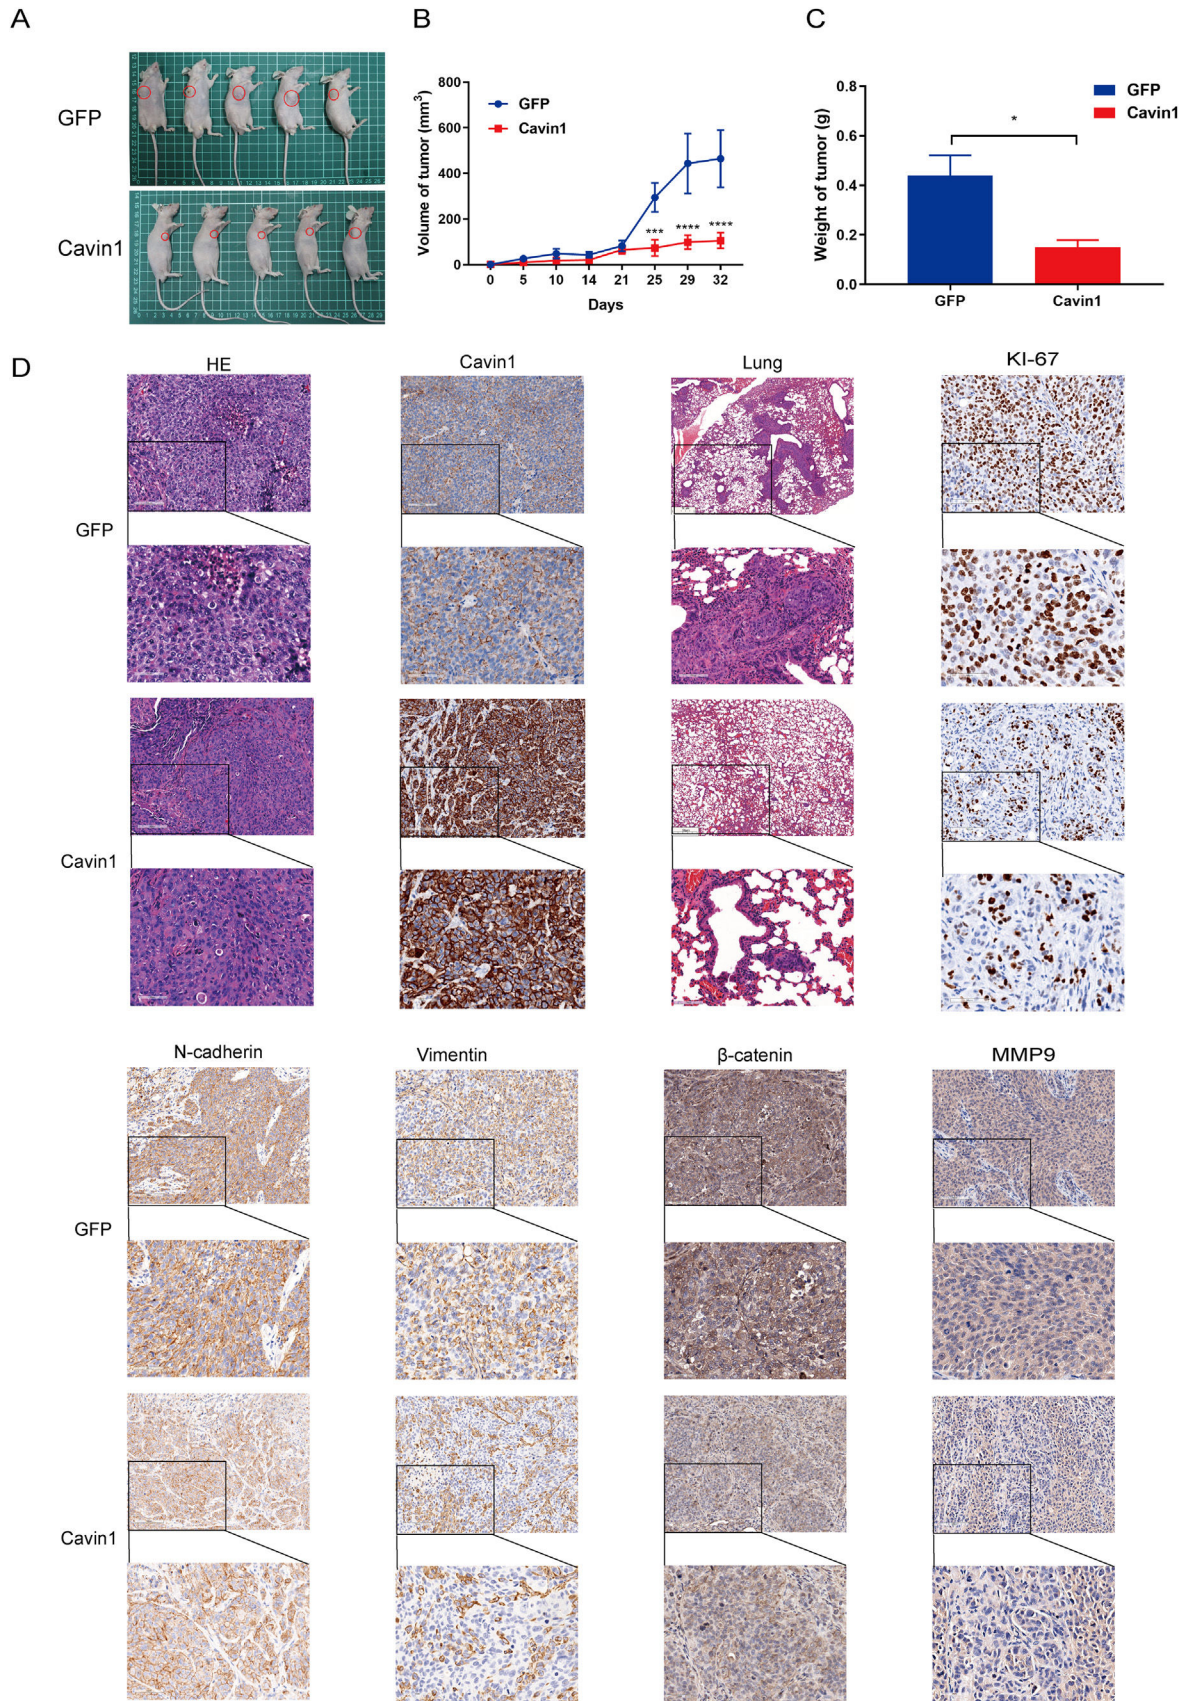 A
GFP
Cavin1
B
Volume of tumor (mm³)
800
600
400
200
0
GFP
Cavin1
*** **** ****
0 5 10 14 21 25 29 32
Days
C
Weight of tumor (g)
0.8
0.6
0.4
0.2
0.0
GFP
Cavin1
*
GFP Cavin1
D
HE Cavin1 Lung KI-67
GFP
Cavin1
N-cadherin Vimentin β-catenin MMP9
GFP
Cavin1